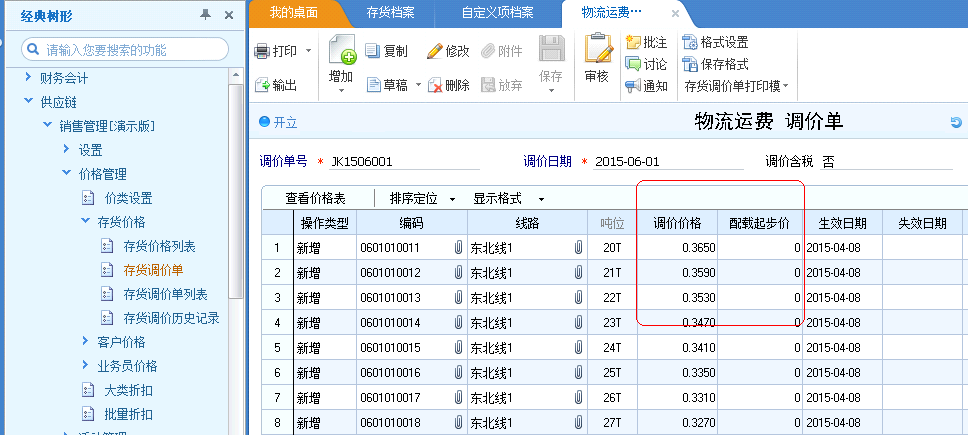 经典树形
请输入您要搜索的功能
财务会计
供应链
销售管理[演示版]
设置
价格管理
价类设置
存货价格
存货价格列表
存货调价单
存货调价单列表
存货调价历史记录
客户价格
业务员价格
大类折扣
批量折扣
我的桌面 存货档案 自定义项档案 物流运费…
打印 增加 复制 修改 附件 保存 审核 批注 格式设置
讨论 保存格式
输出 草稿 删除 放弃 通知 存货调价单打印模
开立 物流运费 调价单
调价单号 * JK1506001 调价日期 * 2015-06-01 调价含税 否
查看价格表 排序定位 显示格式
操作类型 编码 线路 吨位 调价价格 配载起步价 生效日期 失效日期
1 新增 0601010011 东北线1 20T 0.3650 0 2015-04-08
2 新增 0601010012 东北线1 21T 0.3590 0 2015-04-08
3 新增 0601010013 东北线1 22T 0.3530 0 2015-04-08
4 新增 0601010014 东北线1 23T 0.3470 0 2015-04-08
5 新增 0601010015 东北线1 24T 0.3410 0 2015-04-08
6 新增 0601010016 东北线1 25T 0.3350 0 2015-04-08
7 新增 0601010017 东北线1 26T 0.3310 0 2015-04-08
8 新增 0601010018 东北线1 27T 0.3270 0 2015-04-08